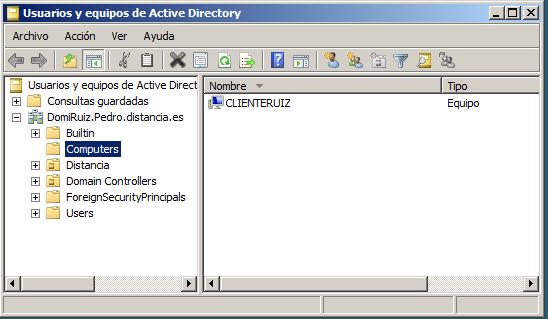 Usuarios y equipos de Active Directory
Archivo Acción Ver Ayuda
Usuarios y equipos de Active Direct
Consultas guardadas
DomiRuiz.Pedro.distancia.es
Builtin
Computers
Distancia
Domain Controllers
ForeignSecurityPrincipals
Users
Nombre Tipo
CLIENTERUIZ Equipo